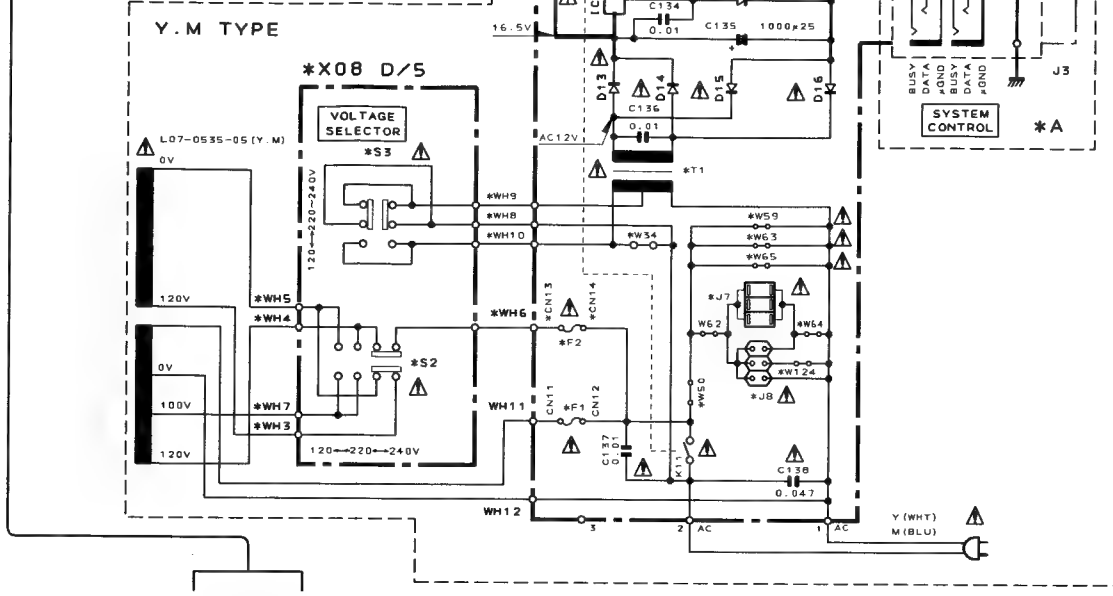 Y.M TYPE
16.5V
IC
C134
0.01
C135
1000μ25
+
BUSY
DATA
*GND
BUSY
DATA
*GND
J3
SYSTEM
CONTROL
*A
*X08 D/5
VOLTAGE
SELECTOR
D13
D14
D15
D16
C136
0.01
AC12V
L07-0535-05(Y.M)
0V
*S3
120↔220~240V
*T1
*WH9
*WH8
*WH10
*W34
*W59
*W63
*W65
120V
*WH5
*WH4
*WH6
*CN13
*CN14
*F2
*J7
W62
*W64
*S2
0V
*W124
*J8
*W50
100V
*WH7
*WH3
WH11
CN11
*F1
CN12
120V
120↔220↔240V
C137
0.01
K11
C138
0.047
WH12
3
2
AC
1
AC
Y(WHT)
M(BLU)